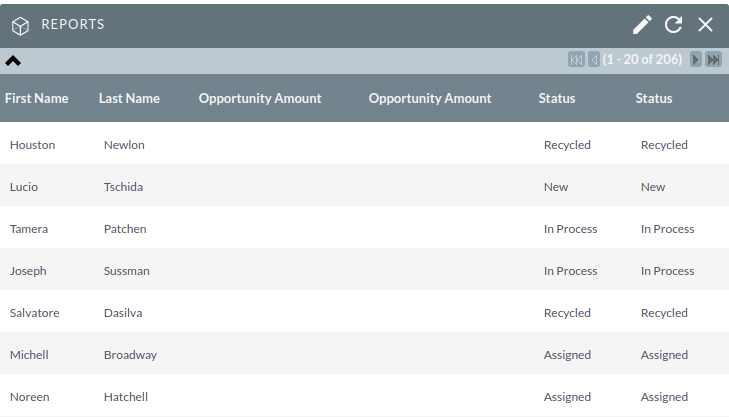 REPORTS
(1 - 20 of 206)
First Name Last Name Opportunity Amount Opportunity Amount Status Status
Houston Newlon Recycled Recycled
Lucio Tschida New New
Tamera Patchen In Process In Process
Joseph Sussman In Process In Process
Salvatore Dasilva Recycled Recycled
Michell Broadway Assigned Assigned
Noreen Hatchell Assigned Assigned